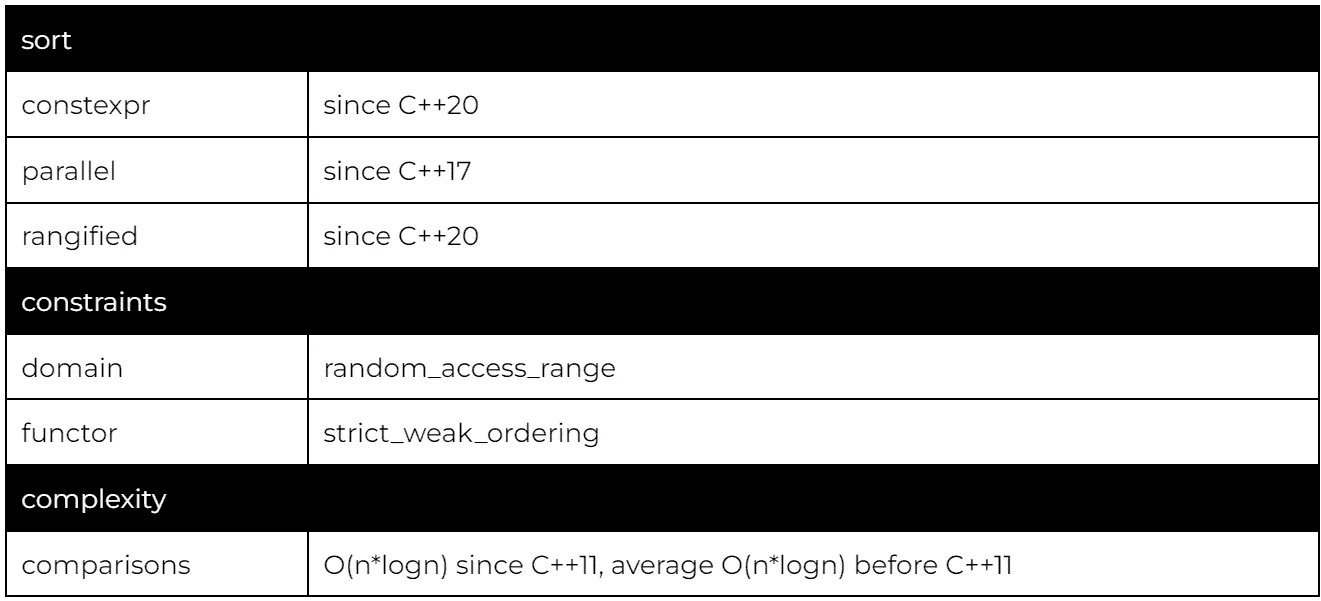 sort
constexpr since C++20
parallel since C++17
rangified since C++20
constraints
domain random_access_range
functor strict_weak_ordering
complexity
comparisons O(n*logn) since C++11, average O(n*logn) before C++11